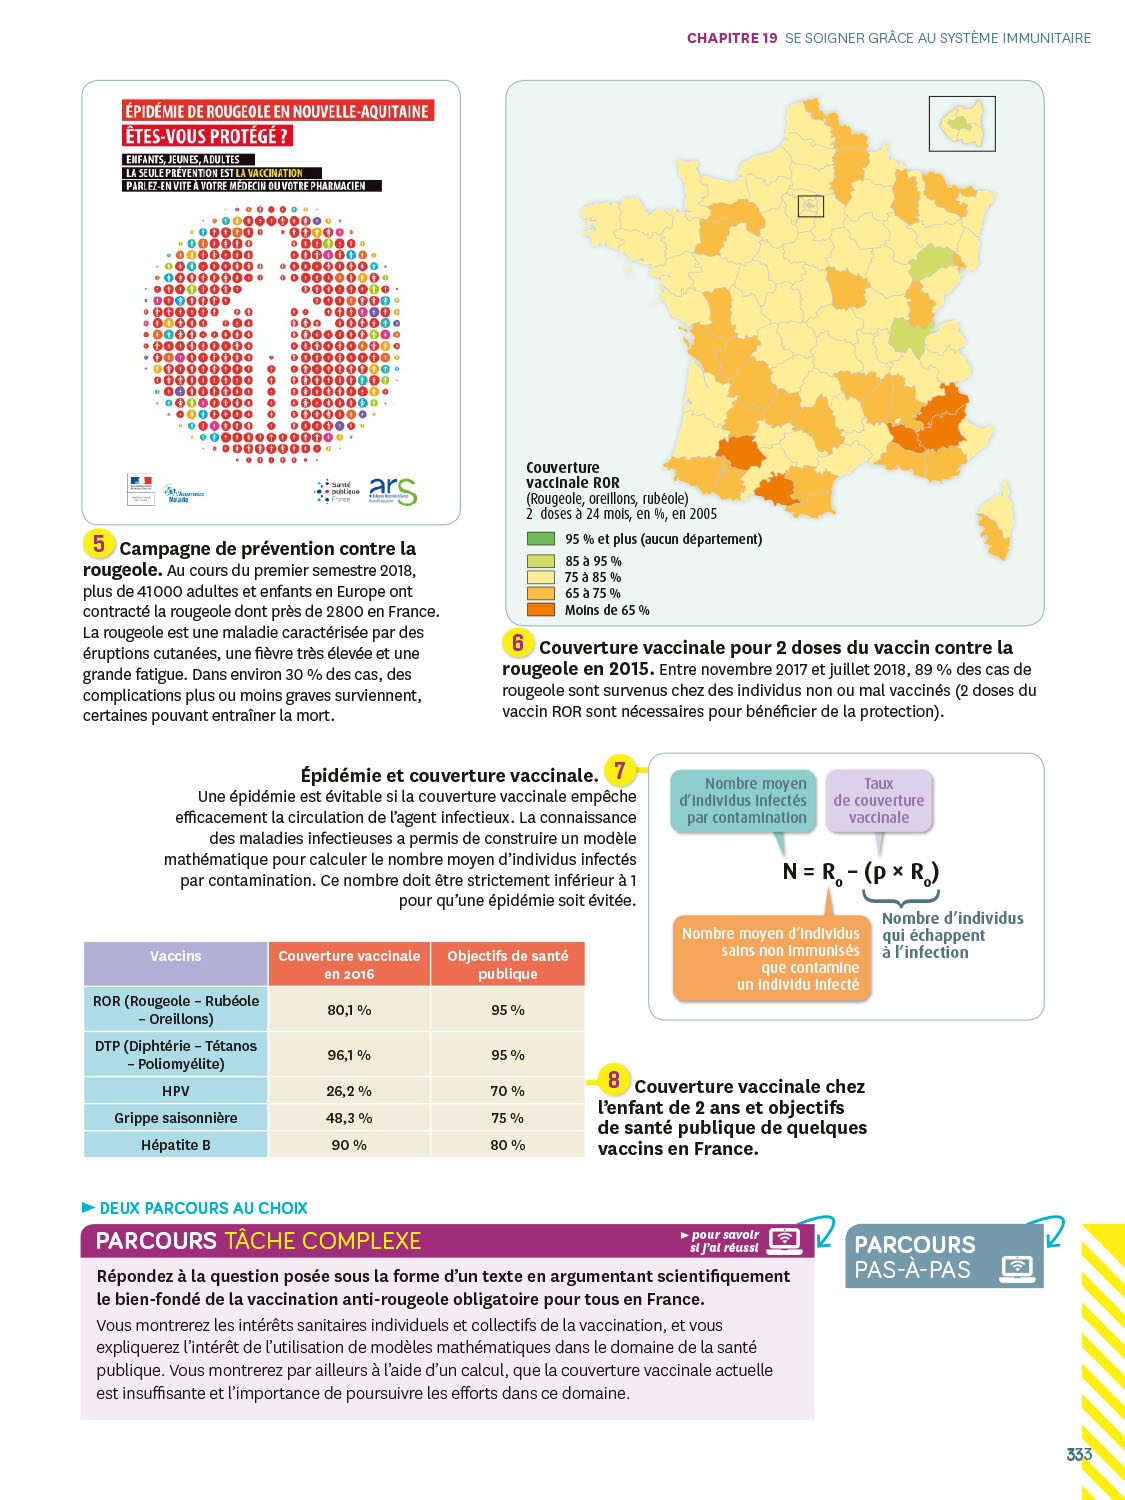 CHAPITRE 19 SE SOIGNER GRÂCE AU SYSTÈME IMMUNITAIRE
ÉPIDÉMIE DE ROUGEOLE EN NOUVELLE-AQUITAINE
ÊTES-VOUS PROTÉGÉ ?
ENFANTS, JEUNES, ADULTES
LA SEULE PRÉVENTION EST LA VACCINATION
PARLEZ-EN VITE À VOTRE MÉDECIN OU VOTRE PHARMACIEN
l'Assurance
Maladie
Santé
publique
France
ars
5 Campagne de prévention contre la
rougeole. Au cours du premier semestre 2018,
plus de 41 000 adultes et enfants en Europe ont
contracté la rougeole dont près de 2 800 en France.
La rougeole est une maladie caractérisée par des
éruptions cutanées, une fièvre très élevée et une
grande fatigue. Dans environ 30 % des cas, des
complications plus ou moins graves surviennent,
certaines pouvant entraîner la mort.
Couverture
vaccinale ROR
(Rougeole, oreillons, rubéole)
2 doses à 24 mois, en %, en 2005
95 % et plus (aucun département)
85 à 95 %
75 à 85 %
65 à 75 %
Moins de 65 %
6 Couverture vaccinale pour 2 doses du vaccin contre la
rougeole en 2015. Entre novembre 2017 et juillet 2018, 89 % des cas de
rougeole sont survenus chez des individus non ou mal vaccinés (2 doses du
vaccin ROR sont nécessaires pour bénéficier de la protection).
Épidémie et couverture vaccinale. 7
Une épidémie est évitable si la couverture vaccinale empêche
efficacement la circulation de l'agent infectieux. La connaissance
des maladies infectieuses a permis de construire un modèle
mathématique pour calculer le nombre moyen d'individus infectés
par contamination. Ce nombre doit être strictement inférieur à 1
pour qu'une épidémie soit évitée.
Nombre moyen
d'individus infectés
par contamination
Taux
de couverture
vaccinale
N = R₀ – (p × R₀)
Nombre moyen d'individus
sains non immunisés
que contamine
un individu infecté
Nombre d'individus
qui échappent
à l'infection
Vaccins
Couverture vaccinale
en 2016
Objectifs de santé
publique
ROR (Rougeole – Rubéole
– Oreillons)
80,1 %
95 %
DTP (Diphtérie – Tétanos
– Poliomyélite)
96,1 %
95 %
HPV
26,2 %
70 %
Grippe saisonnière
48,3 %
75 %
Hépatite B
90 %
80 %
8 Couverture vaccinale chez
l'enfant de 2 ans et objectifs
de santé publique de quelques
vaccins en France.
DEUX PARCOURS AU CHOIX
PARCOURS TÂCHE COMPLEXE
pour savoir
si j'ai réussi
Répondez à la question posée sous la forme d'un texte en argumentant scientifiquement
le bien-fondé de la vaccination anti-rougeole obligatoire pour tous en France.
Vous montrerez les intérêts sanitaires individuels et collectifs de la vaccination, et vous
expliquerez l'intérêt de l'utilisation de modèles mathématiques dans le domaine de la santé
publique. Vous montrerez par ailleurs à l'aide d'un calcul, que la couverture vaccinale actuelle
est insuffisante et l'importance de poursuivre les efforts dans ce domaine.
PARCOURS
PAS-À-PAS
333